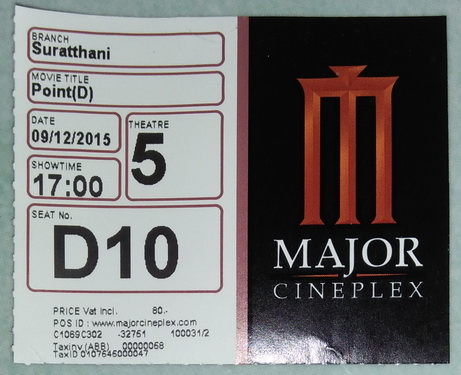 BRANCH
Suratthani
MOVIE TITLE
Point(D)
DATE
09/12/2015
THEATRE
5
SHOWTIME
17:00
SEAT No.
D10
PRICE Vat Incl. 80.-
POS ID : www.majorcineplex.com
C1069C302 -32751 100031/2
TaxInv (ABB) 00000058
TaxID 0107545000047
MAJOR
CINEPLEX